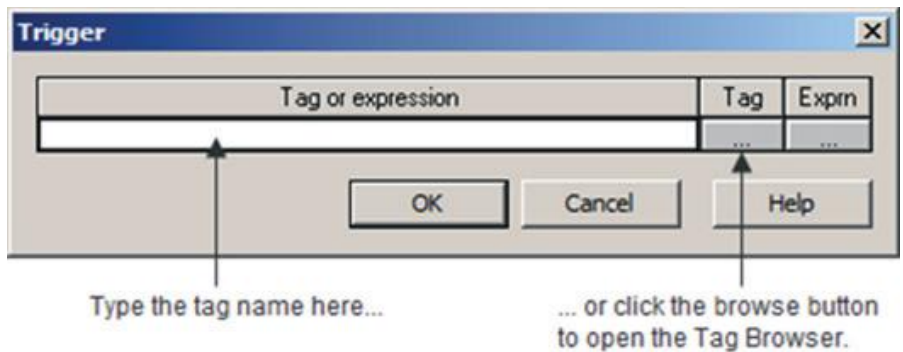 Trigger
Tag or expression Tag Exprn
... ...
OK Cancel Help
Type the tag name here... ... or click the browse button
to open the Tag Browser.